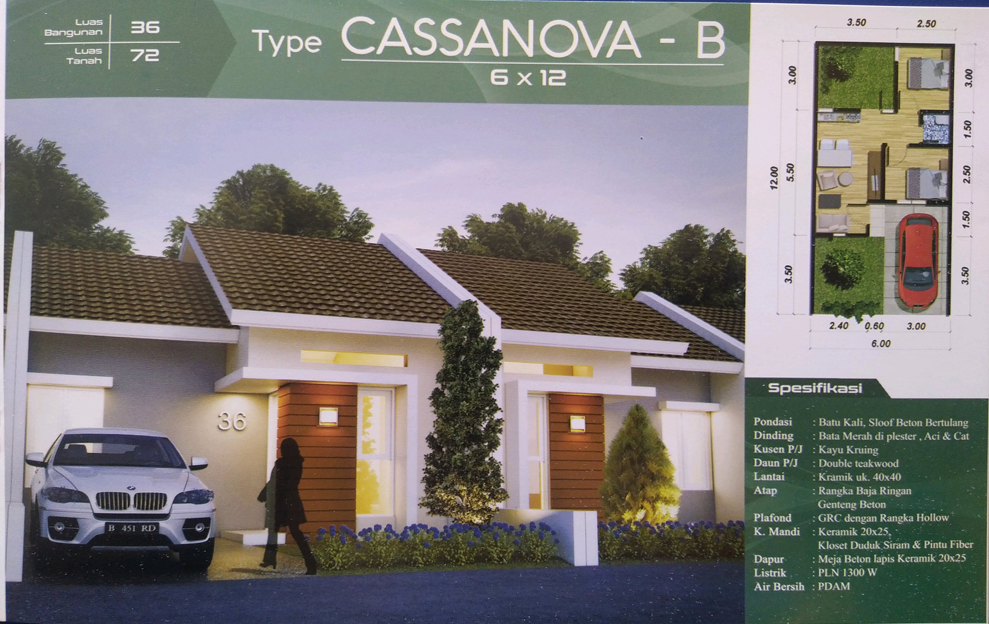 Luas
Bangunan
36
Luas
Tanah
72
Type CASSANOVA - B
6 x 12
3.50 2.50
3.00
3.00
1.50
12.00
5.50
2.50
1.50
3.50
3.50
2.40 0.60 3.00
6.00
36
B 451 RD
Spesifikasi
Pondasi : Batu Kali, Sloof Beton Bertulang
Dinding : Bata Merah di plester , Aci & Cat
Kusen P/J : Kayu Kruing
Daun P/J : Double teakwood
Lantai : Kramik uk. 40x40
Atap : Rangka Baja Ringan
Genteng Beton
Plafond : GRC dengan Rangka Hollow
K. Mandi : Keramik 20x25,
Kloset Duduk Siram & Pintu Fiber
Dapur : Meja Beton lapis Keramik 20x25
Listrik : PLN 1300 W
Air Bersih : PDAM